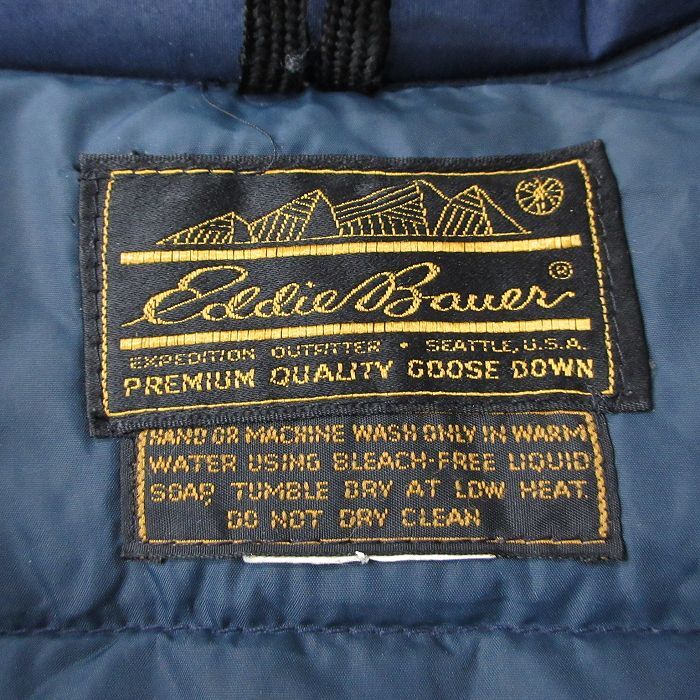 Eddie Bauer®
EXPEDITION OUTFITTER • SEATTLE, U.S.A.
PREMIUM QUALITY GOOSE DOWN
HAND OR MACHINE WASH ONLY IN WARM
WATER USING BLEACH-FREE LIQUID
SOAP, TUMBLE DRY AT LOW HEAT.
DO NOT DRY CLEAN